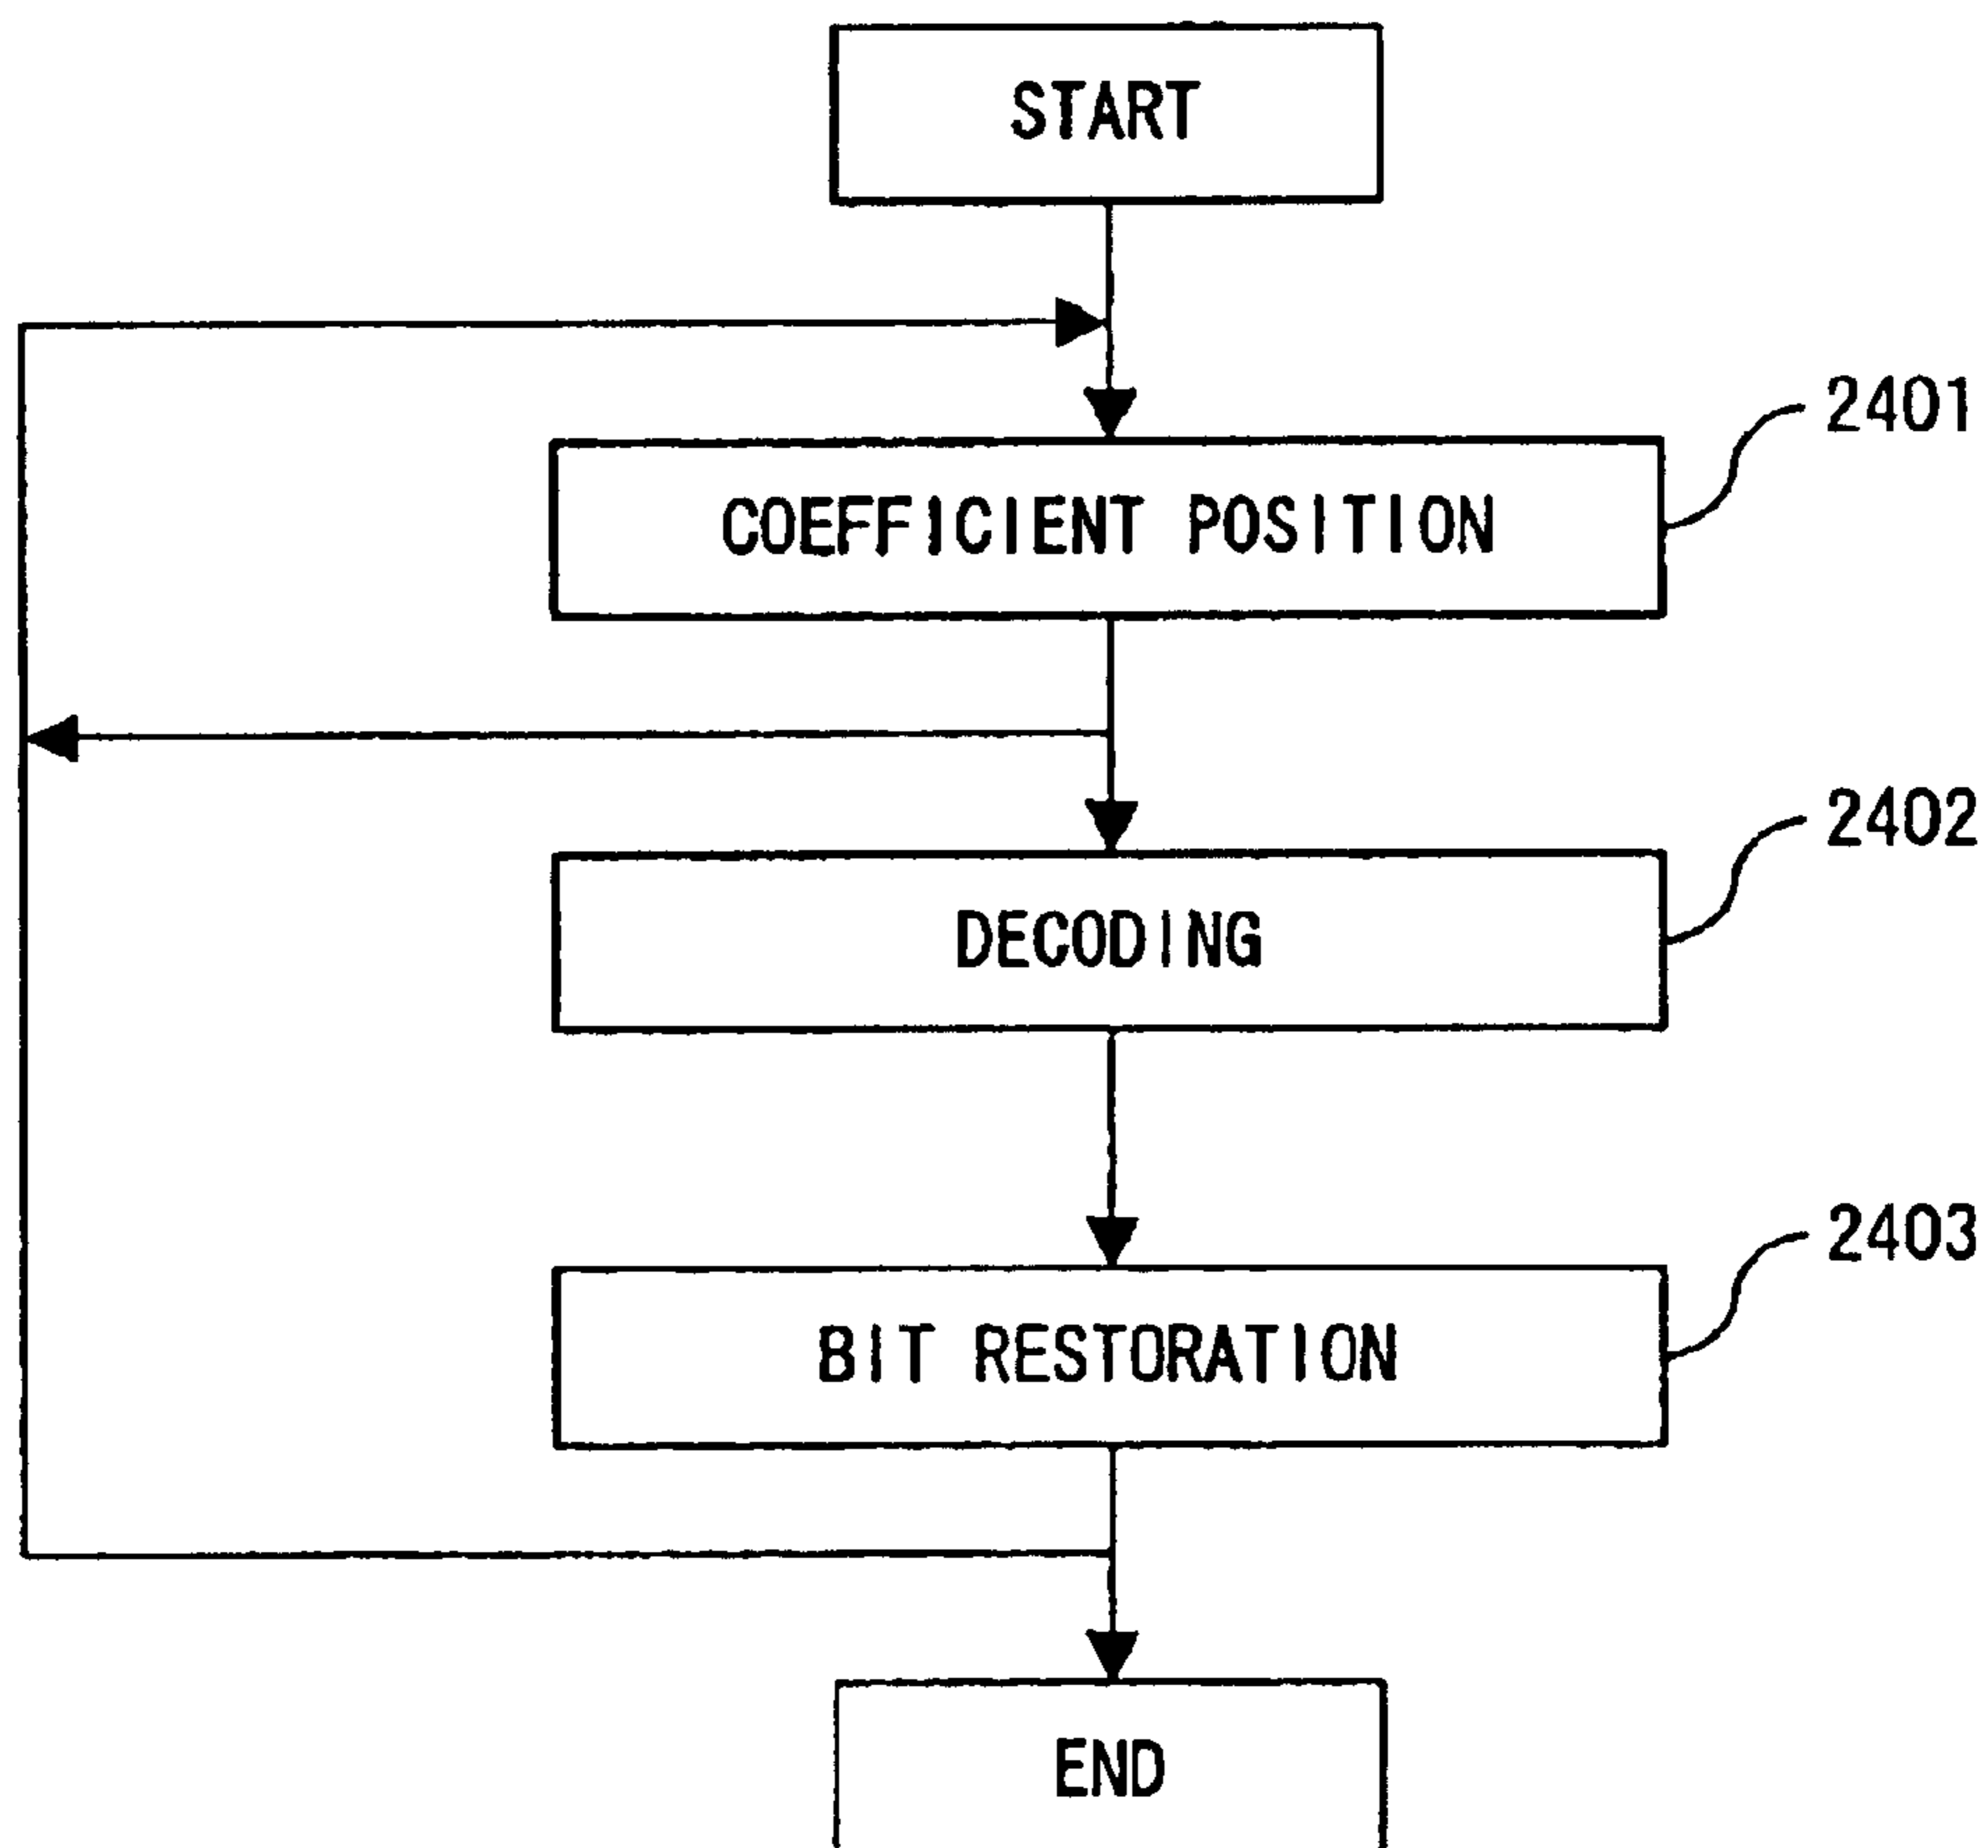 START
2401
COEFFICIENT POSITION
2402
DECODING
2403
BIT RESTORATION
END